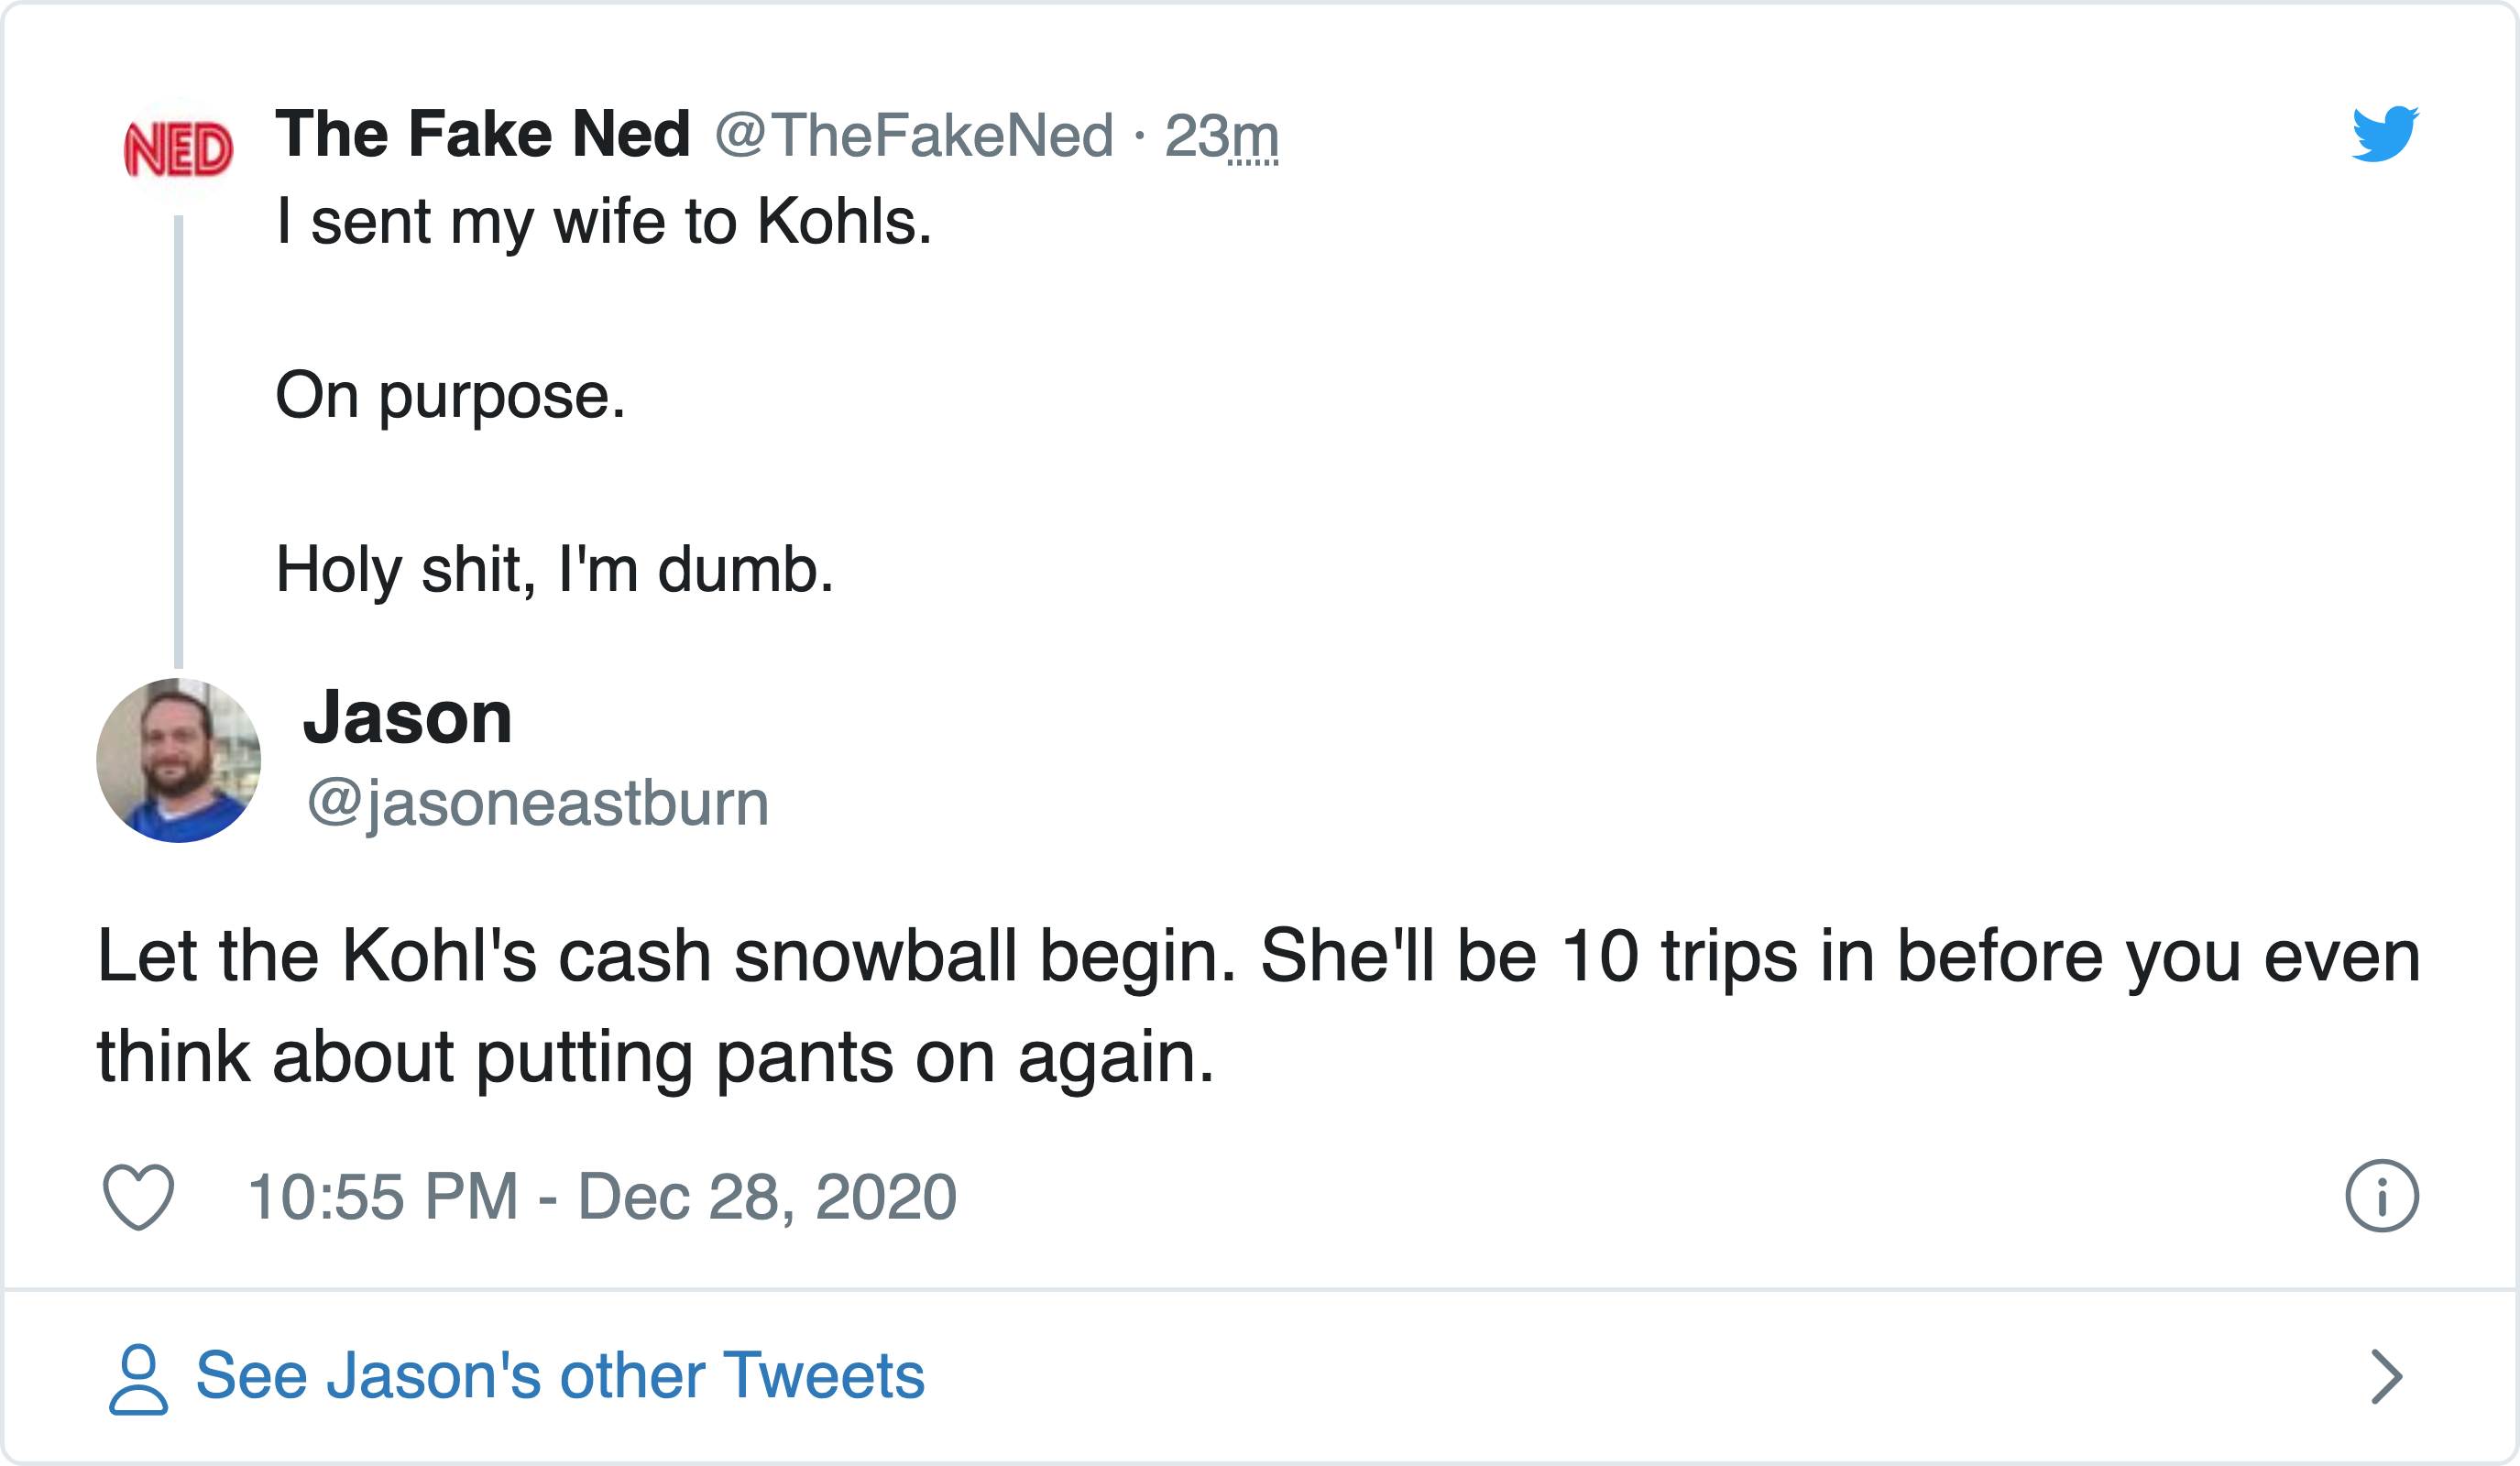 NED
The Fake Ned @TheFakeNed · 23m
I sent my wife to Kohls.
On purpose.
Holy shit, I'm dumb.
Jason
@jasoneastburn
Let the Kohl's cash snowball begin. She'll be 10 trips in before you even
think about putting pants on again.
10:55 PM - Dec 28, 2020
See Jason's other Tweets